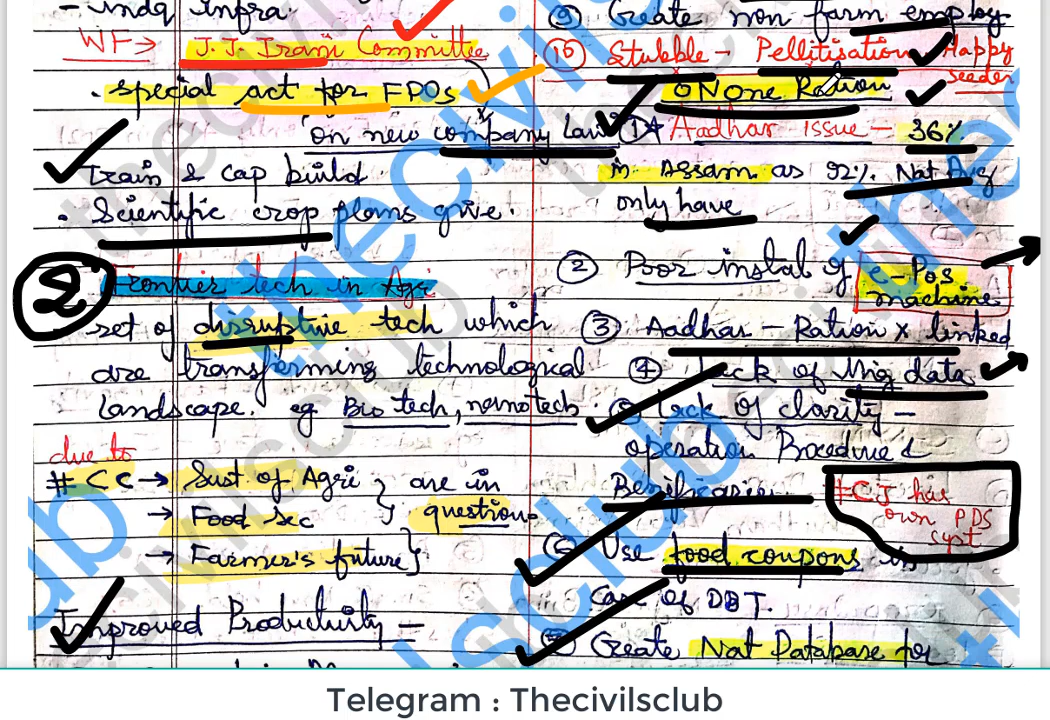 - indq infra.
WF→ J.J. Irani Committee
• special act for FPOs
on new company law
Train & cap build
• Scientific crop plans give.
2 Frontier tech in Agri
set of disruptive tech which
are transforming technological
landscape. eg Bio tech, nanotech
due to
# CC → Sust of Agri } are in
→ Food sec } question
→ Farmer's future }
Improved Productivity –
⑨ Create non farm employ
⑩ Stubble – Pelletisation Happy
seeder
ONOne Ration
① Aadhar issue – 36%
in Assam as 92% Nat Avg
only have
② Poor instal of e-Pos
machine
③ Aadhar – Ration x linked
④ Lack of Mig data
⑤ Lack of clarity –
operation Procedure &
Beneficiaries
#CJ has
own PDS
syst
⑥ Use food coupons in
Case of DBT.
⑦ Create Nat Database for
Telegram : Thecivilsclub